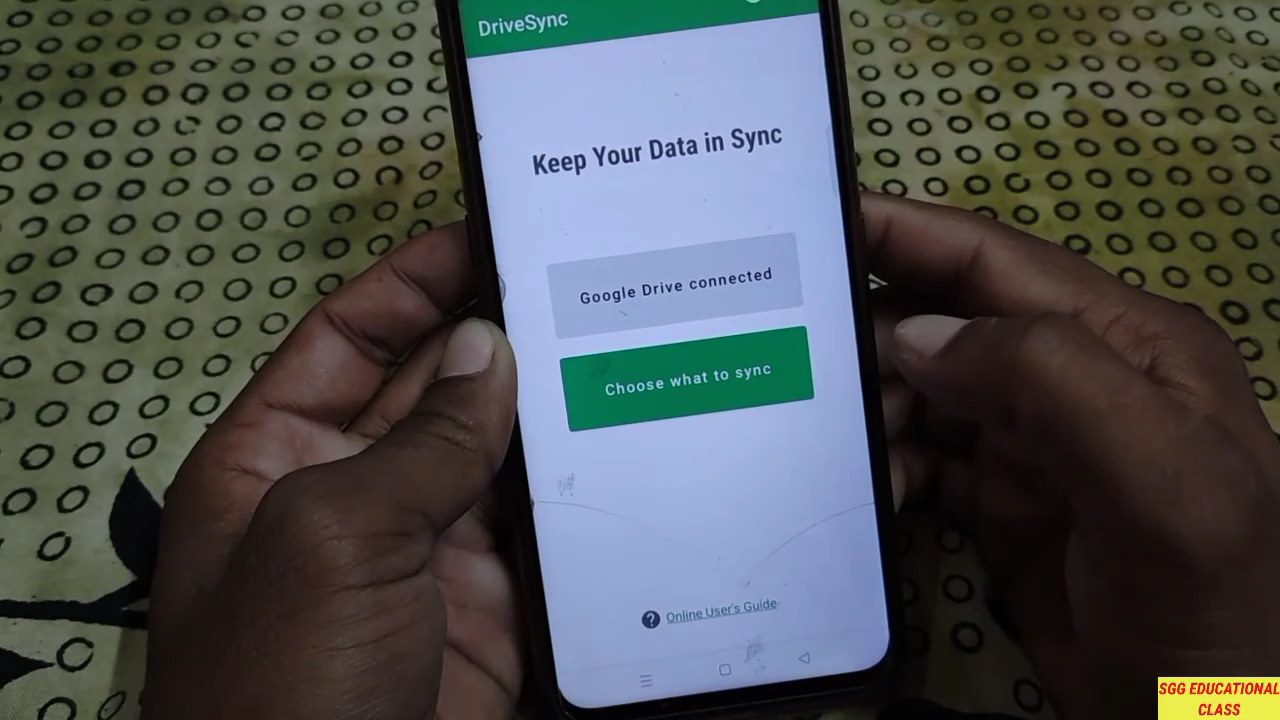 DriveSync
Keep Your Data in Sync
Google Drive connected
Choose what to sync
? Online User's Guide
SGG EDUCATIONAL
CLASS